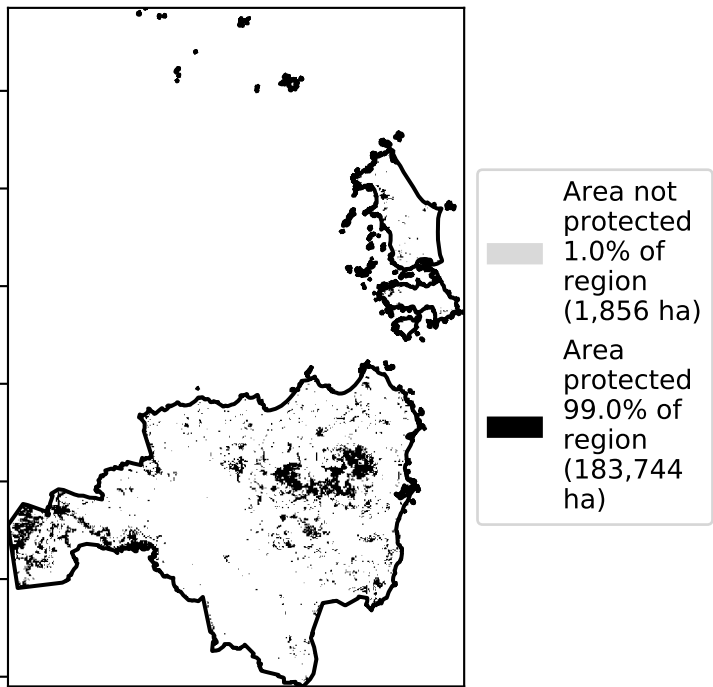 Area not
protected
1.0% of
region
(1,856 ha)
Area
protected
99.0% of
region
(183,744
ha)